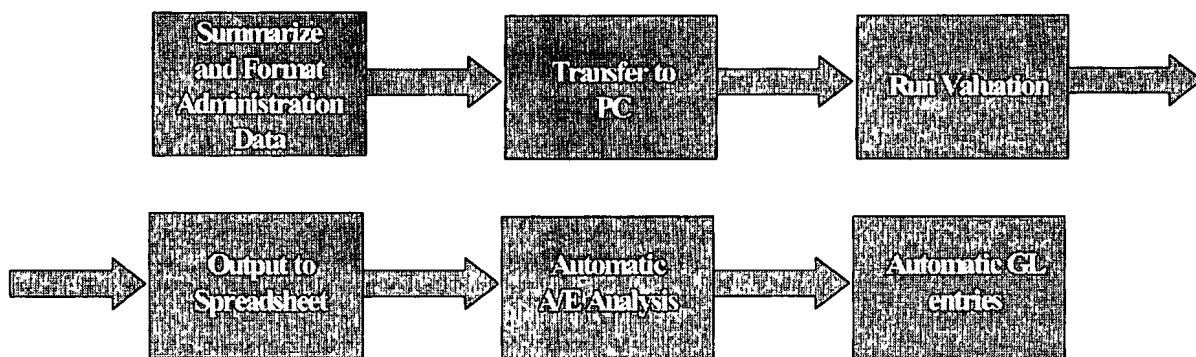 Summarize
and Format
Administration
Data
Transfer to
PC
Run Valuation
Output to
Spreadsheet
Automatic
A/E Analysis
Automatic GL
entries